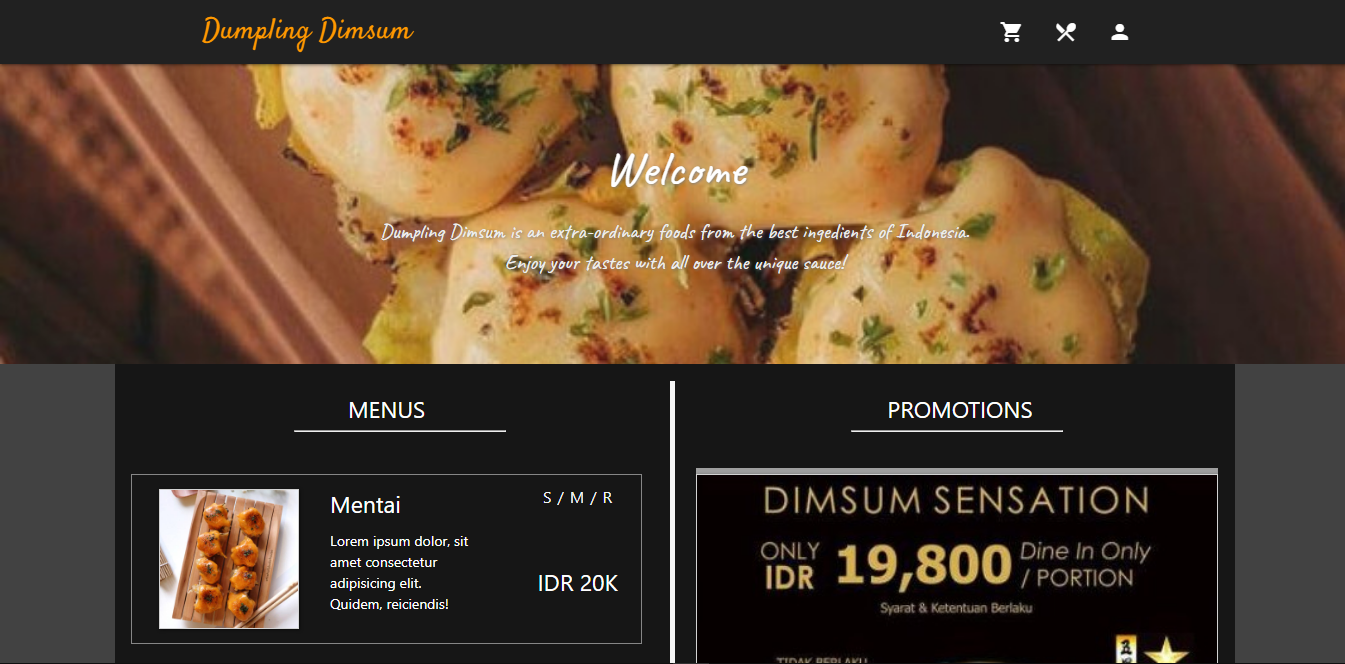 Dumpling Dimsum
Welcome
Dumpling Dimsum is an extra-ordinary foods from the best ingedients of Indonesia.
Enjoy your tastes with all over the unique sauce!
MENUS
Mentai
S / M / R
Lorem ipsum dolor, sit
amet consectetur
adipisicing elit.
Quidem, reiciendis!
IDR 20K
PROMOTIONS
DIMSUM SENSATION
ONLY
IDR
19,800
Dine In Only
/ PORTION
Syarat & Ketentuan Berlaku
TIDAK BERLAKU